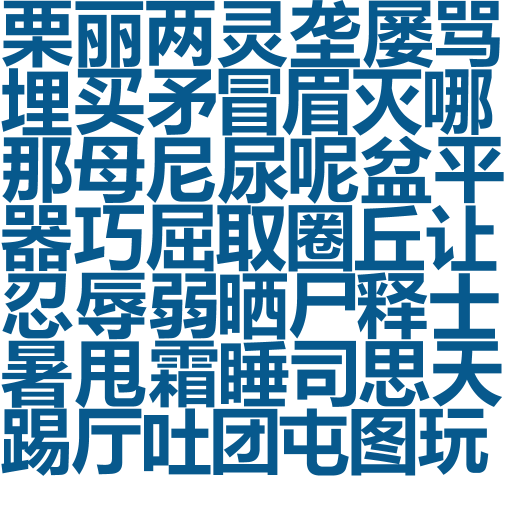 栗丽两灵垄屡骂
埋买矛冒眉灭哪
那母尼尿呢盆平
器巧屈取圈丘让
忍辱弱晒尸释士
暑甩霜睡司思天
踢厅吐团屯图玩